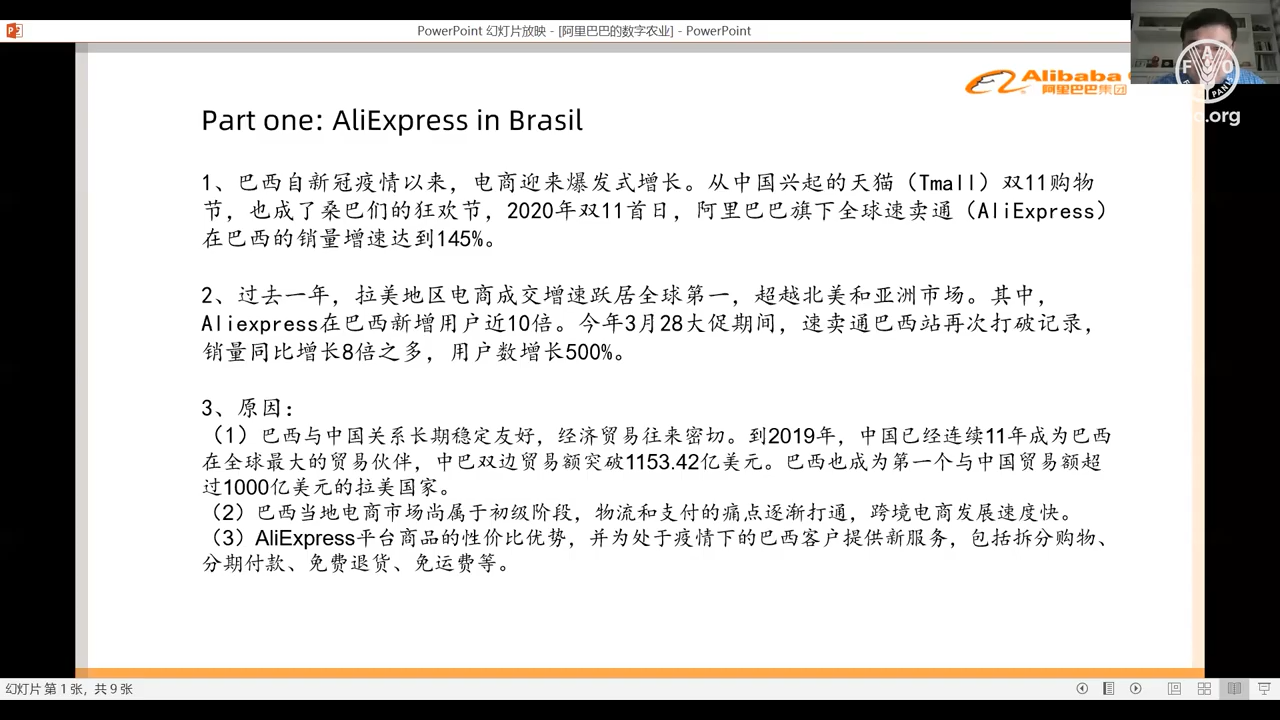 PowerPoint 幻灯片放映 - [阿里巴巴的数字农业] - PowerPoint
Alibaba
阿里巴巴集团
FAO
.org
Part one: AliExpress in Brasil
1、巴西自新冠疫情以来，电商迎来爆发式增长。从中国兴起的天猫（Tmall）双11购物
节，也成了桑巴们的狂欢节，2020年双11首日，阿里巴巴旗下全球速卖通（AliExpress）
在巴西的销量增速达到145%。
2、过去一年，拉美地区电商成交增速跃居全球第一，超越北美和亚洲市场。其中，
Aliexpress在巴西新增用户近10倍。今年3月28大促期间，速卖通巴西站再次打破记录，
销量同比增长8倍之多，用户数增长500%。
3、原因：
（1）巴西与中国关系长期稳定友好，经济贸易往来密切。到2019年，中国已经连续11年成为巴西
在全球最大的贸易伙伴，中巴双边贸易额突破1153.42亿美元。巴西也成为第一个与中国贸易额超
过1000亿美元的拉美国家。
（2）巴西当地电商市场尚属于初级阶段，物流和支付的痛点逐渐打通，跨境电商发展速度快。
（3）AliExpress平台商品的性价比优势，并为处于疫情下的巴西客户提供新服务，包括拆分购物、
分期付款、免费退货、免运费等。
幻灯片 第 1 张，共 9 张